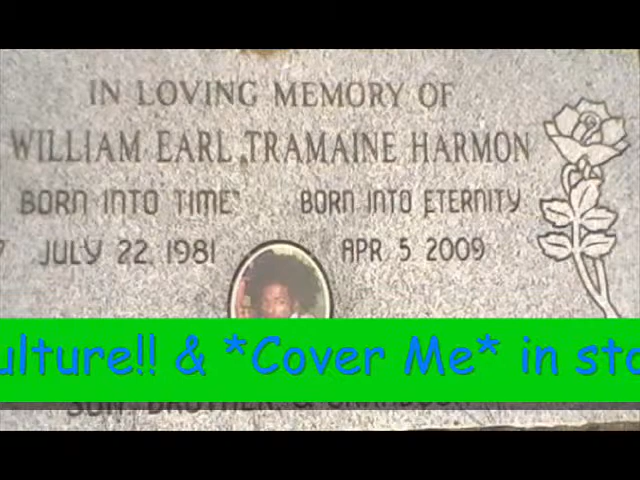 IN LOVING MEMORY OF
WILLIAM EARL TRAMAINE HARMON
BORN INTO TIME BORN INTO ETERNITY
JULY 22 1981 APR 5 2009
ulture!! & *Cover Me* in sto